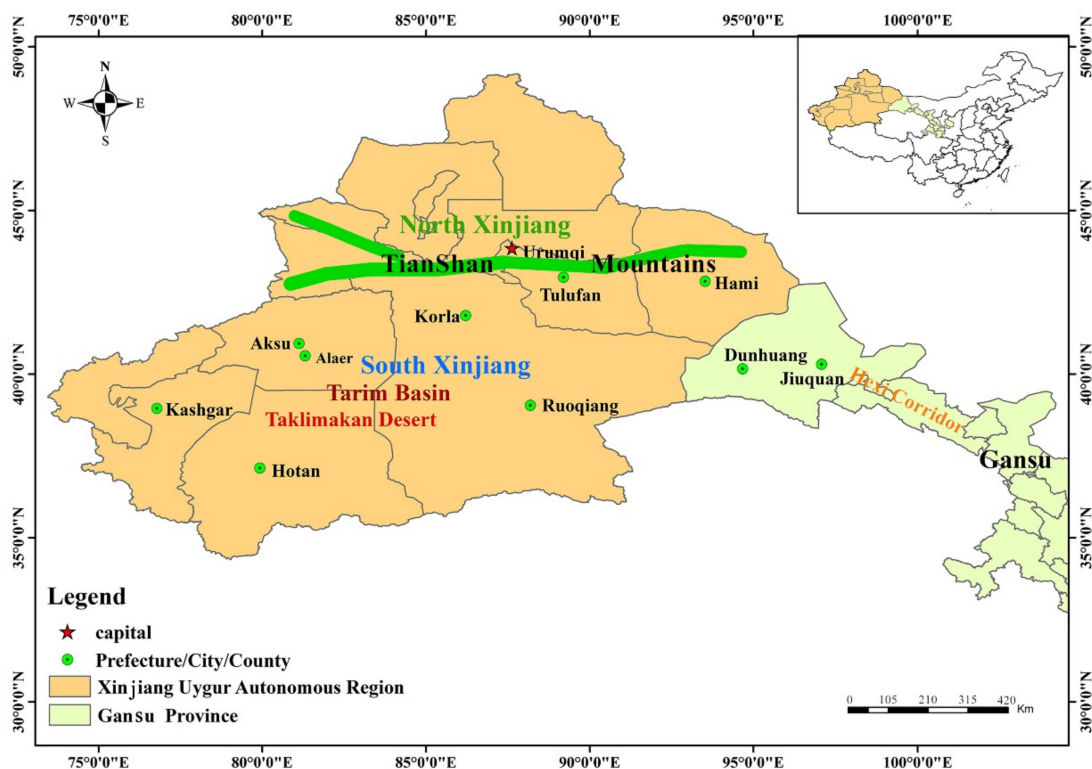 75°0'0"E 80°0'0"E 85°0'0"E 90°0'0"E 95°0'0"E 100°0'0"E
50°0'0"N
50°0'0"N
N
W E
S
45°0'0"N
45°0'0"N
North Xinjiang
Urumqi
TianShan Mountains
Hami
Tulufan
Korla
Aksu
Alaer
South Xinjiang
Dunhuang
Jiuquan
40°0'0"N
40°0'0"N
Hexi Corridor
Tarim Basin
Kashgar
Ruoqiang
Taklimakan Desert
Gansu
Hotan
35°0'0"N
35°0'0"N
Legend
capital
Prefecture/City/County
Xinjiang Uygur Autonomous Region
Gansu Province
0 105 210 315 420
Km
30°0'0"N
30°0'0"N
75°0'0"E 80°0'0"E 85°0'0"E 90°0'0"E 95°0'0"E 100°0'0"E